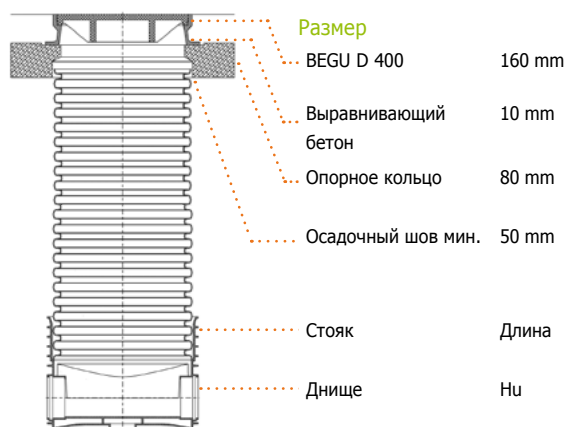 Размер
BEGU D 400 160 mm
Выравнивающий 10 mm
бетон
Опорное кольцо 80 mm
Осадочный шов мин. 50 mm
Стояк Длина
Днище Hu